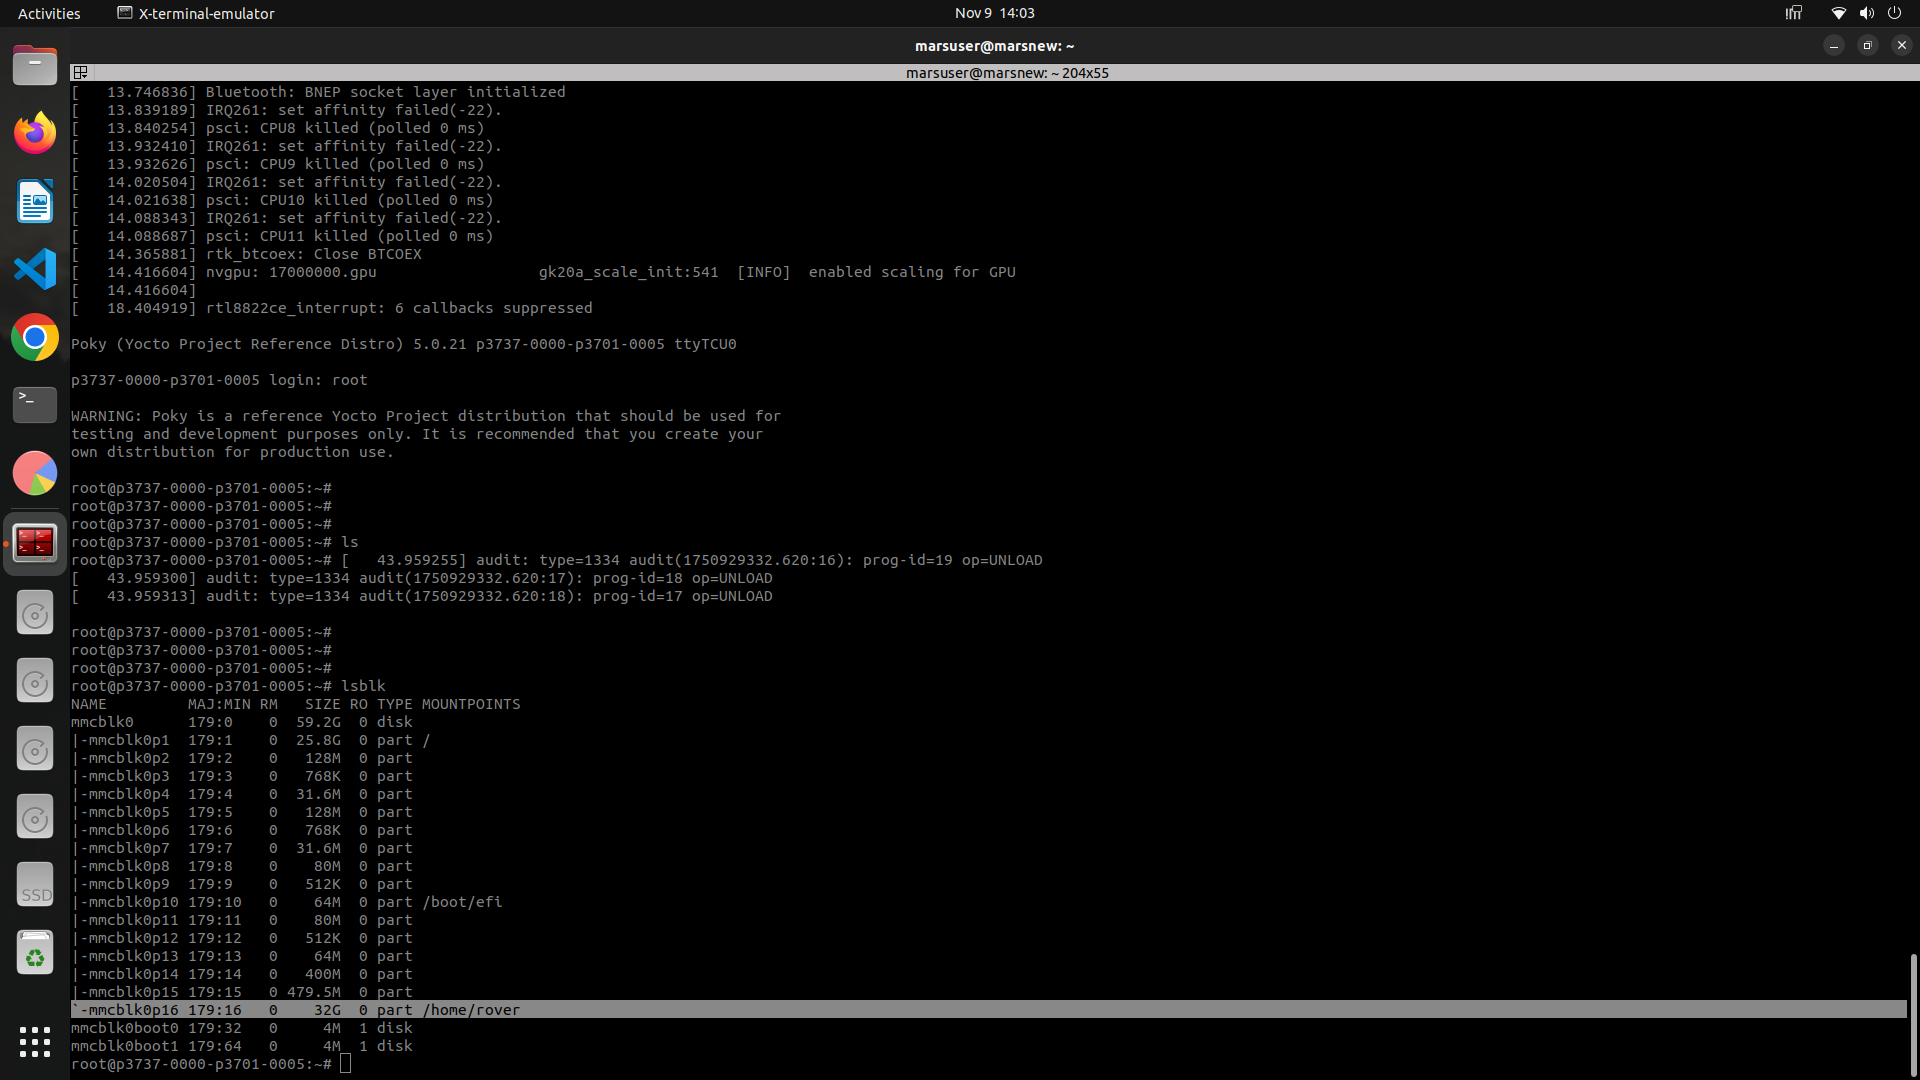 Activities
X-terminal-emulator
Nov 9 14:03
marsuser@marsnew: ~
marsuser@marsnew: ~ 204x55
[   13.746836] Bluetooth: BNEP socket layer initialized
[   13.839189] IRQ261: set affinity failed(-22).
[   13.840254] psci: CPU8 killed (polled 0 ms)
[   13.932410] IRQ261: set affinity failed(-22).
[   13.932626] psci: CPU9 killed (polled 0 ms)
[   14.020504] IRQ261: set affinity failed(-22).
[   14.021638] psci: CPU10 killed (polled 0 ms)
[   14.088343] IRQ261: set affinity failed(-22).
[   14.088687] psci: CPU11 killed (polled 0 ms)
[   14.365881] rtk_btcoex: Close BTCOEX
[   14.416604] nvgpu: 17000000.gpu                  gk20a_scale_init:541  [INFO]  enabled scaling for GPU
[   14.416604]
[   18.404919] rtl8822ce_interrupt: 6 callbacks suppressed
Poky (Yocto Project Reference Distro) 5.0.21 p3737-0000-p3701-0005 ttyTCU0
p3737-0000-p3701-0005 login: root
WARNING: Poky is a reference Yocto Project distribution that should be used for
testing and development purposes only. It is recommended that you create your
own distribution for production use.
root@p3737-0000-p3701-0005:~#
root@p3737-0000-p3701-0005:~#
root@p3737-0000-p3701-0005:~#
root@p3737-0000-p3701-0005:~# ls
root@p3737-0000-p3701-0005:~# [   43.959255] audit: type=1334 audit(1750929332.620:16): prog-id=19 op=UNLOAD
[   43.959300] audit: type=1334 audit(1750929332.620:17): prog-id=18 op=UNLOAD
[   43.959313] audit: type=1334 audit(1750929332.620:18): prog-id=17 op=UNLOAD
root@p3737-0000-p3701-0005:~#
root@p3737-0000-p3701-0005:~#
root@p3737-0000-p3701-0005:~#
root@p3737-0000-p3701-0005:~# lsblk
NAME         MAJ:MIN RM   SIZE RO TYPE MOUNTPOINTS
mmcblk0      179:0    0  59.2G  0 disk
|-mmcblk0p1  179:1    0  25.8G  0 part /
|-mmcblk0p2  179:2    0   128M  0 part
|-mmcblk0p3  179:3    0   768K  0 part
|-mmcblk0p4  179:4    0  31.6M  0 part
|-mmcblk0p5  179:5    0   128M  0 part
|-mmcblk0p6  179:6    0   768K  0 part
|-mmcblk0p7  179:7    0  31.6M  0 part
|-mmcblk0p8  179:8    0    80M  0 part
|-mmcblk0p9  179:9    0   512K  0 part
|-mmcblk0p10 179:10   0    64M  0 part /boot/efi
|-mmcblk0p11 179:11   0    80M  0 part
|-mmcblk0p12 179:12   0   512K  0 part
|-mmcblk0p13 179:13   0    64M  0 part
|-mmcblk0p14 179:14   0   400M  0 part
|-mmcblk0p15 179:15   0 479.5M  0 part
`-mmcblk0p16 179:16   0    32G  0 part /home/rover
mmcblk0boot0 179:32   0     4M  1 disk
mmcblk0boot1 179:64   0     4M  1 disk
root@p3737-0000-p3701-0005:~#
SSD